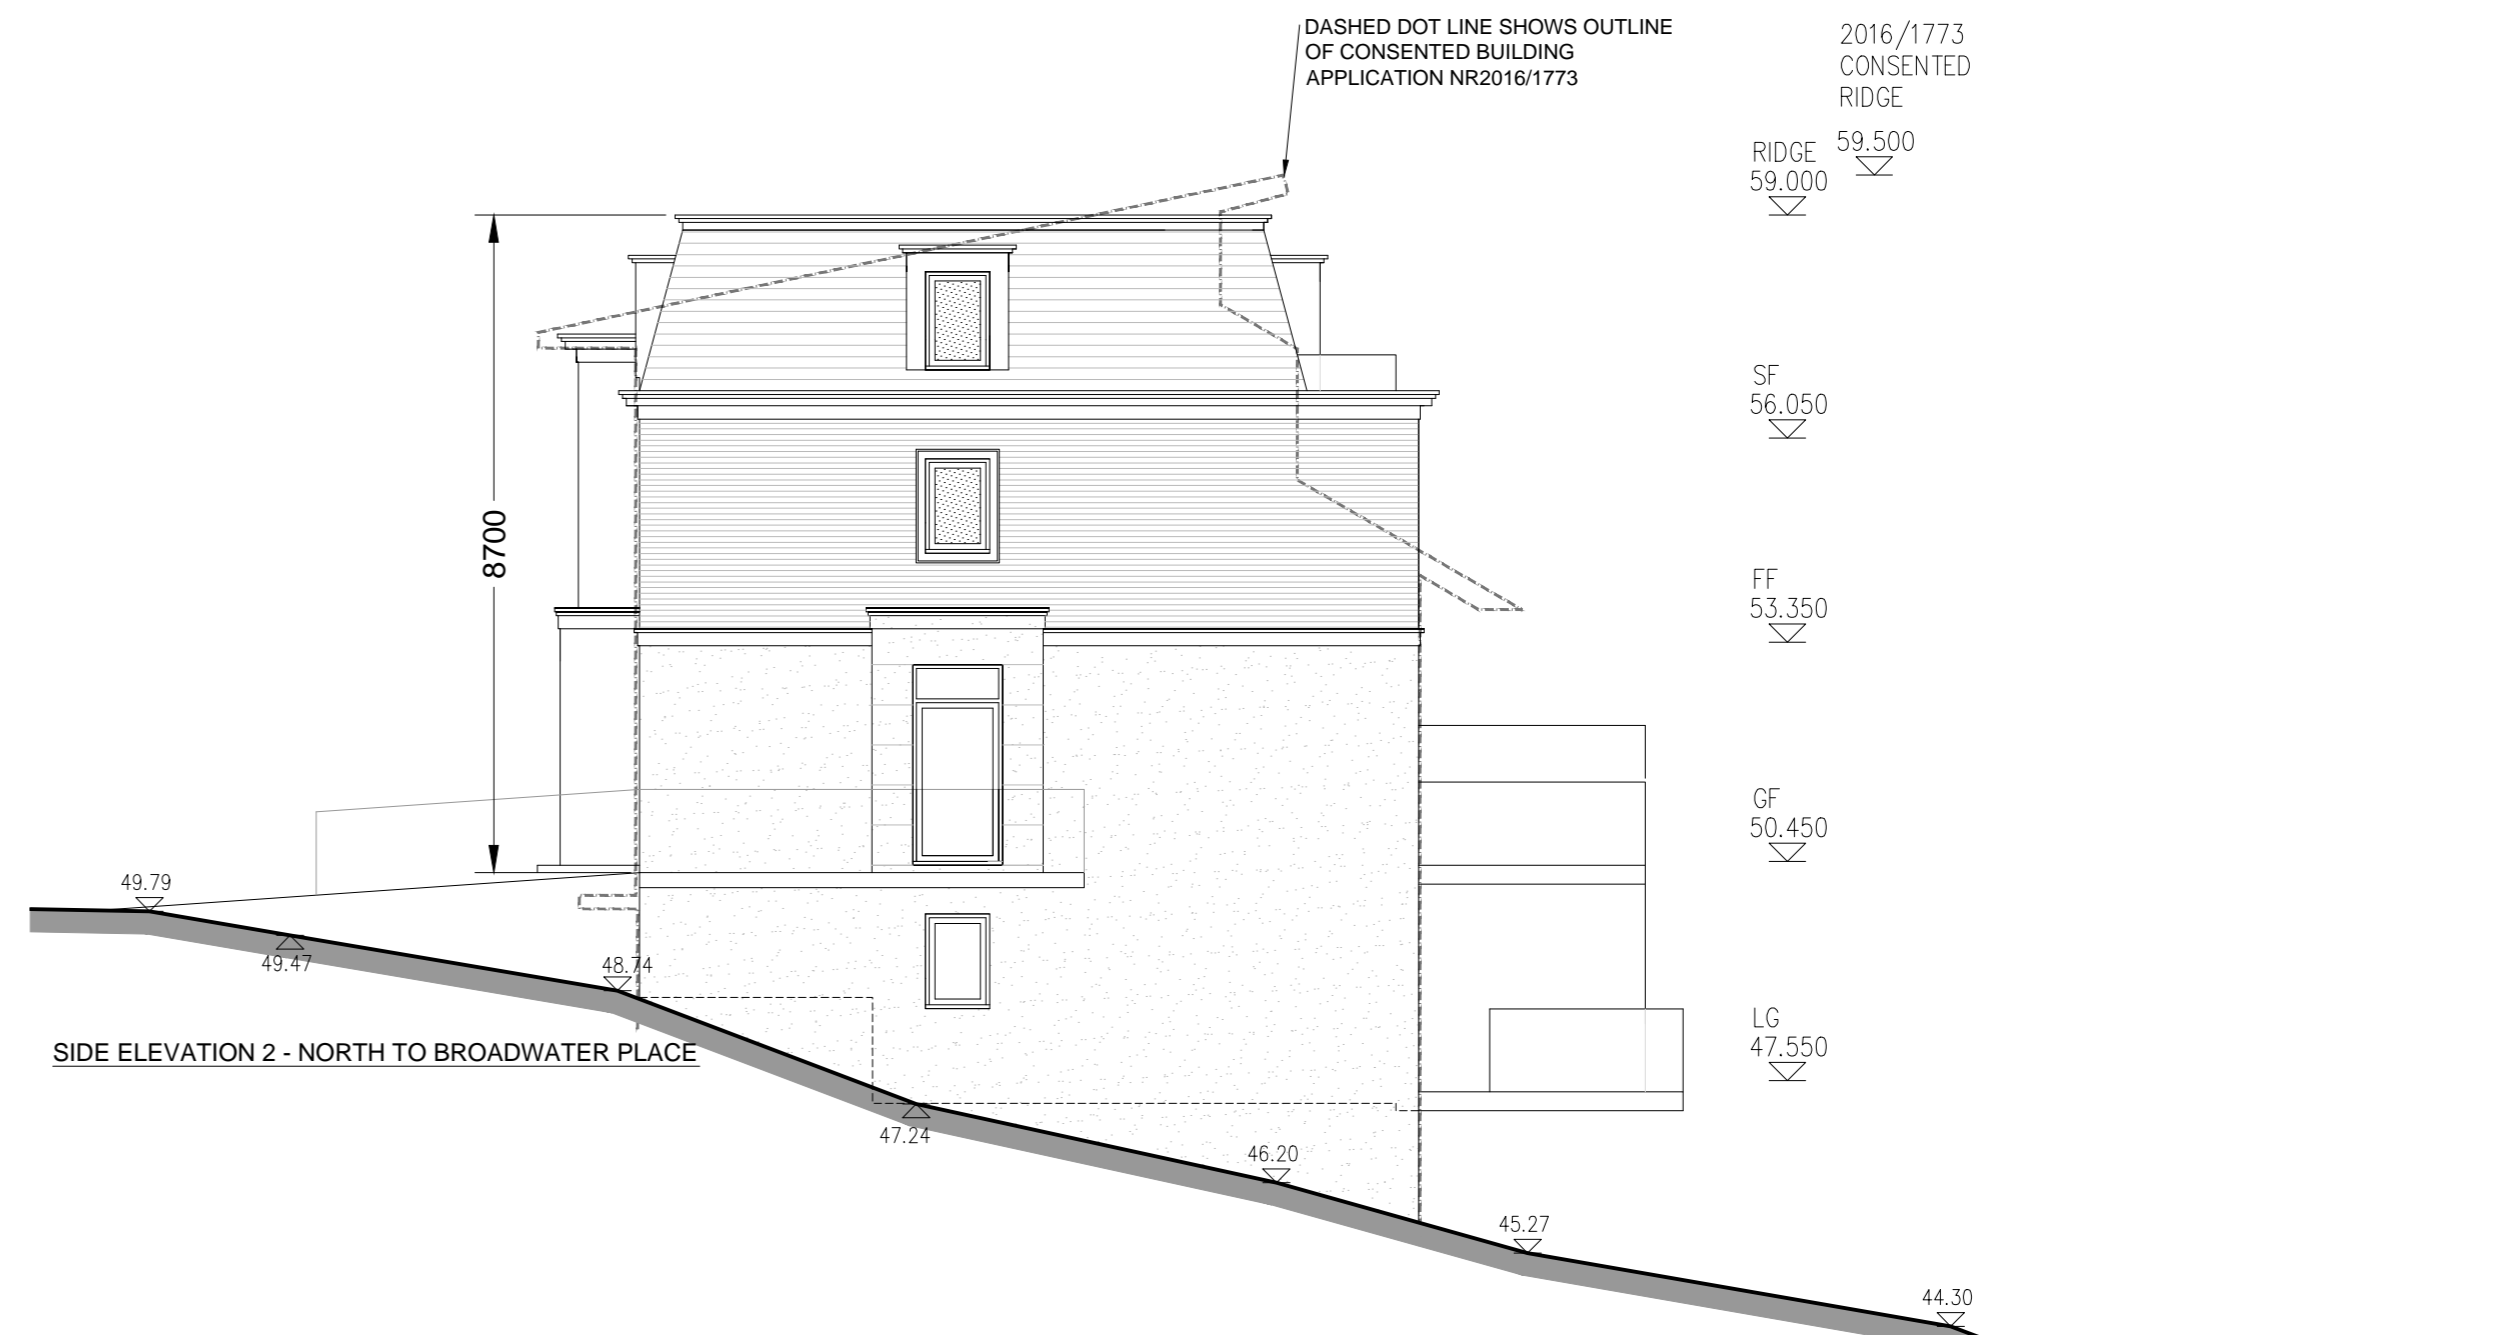 DASHED DOT LINE SHOWS OUTLINE
OF CONSENTED BUILDING
APPLICATION NR2016/1773
2016/1773
CONSENTED
RIDGE
59.500
RIDGE
59.000
SF
56.050
8700
FF
53.350
GF
50.450
49.79
49.47
48.74
LG
47.550
SIDE ELEVATION 2 - NORTH TO BROADWATER PLACE
47.24
46.20
45.27
44.30